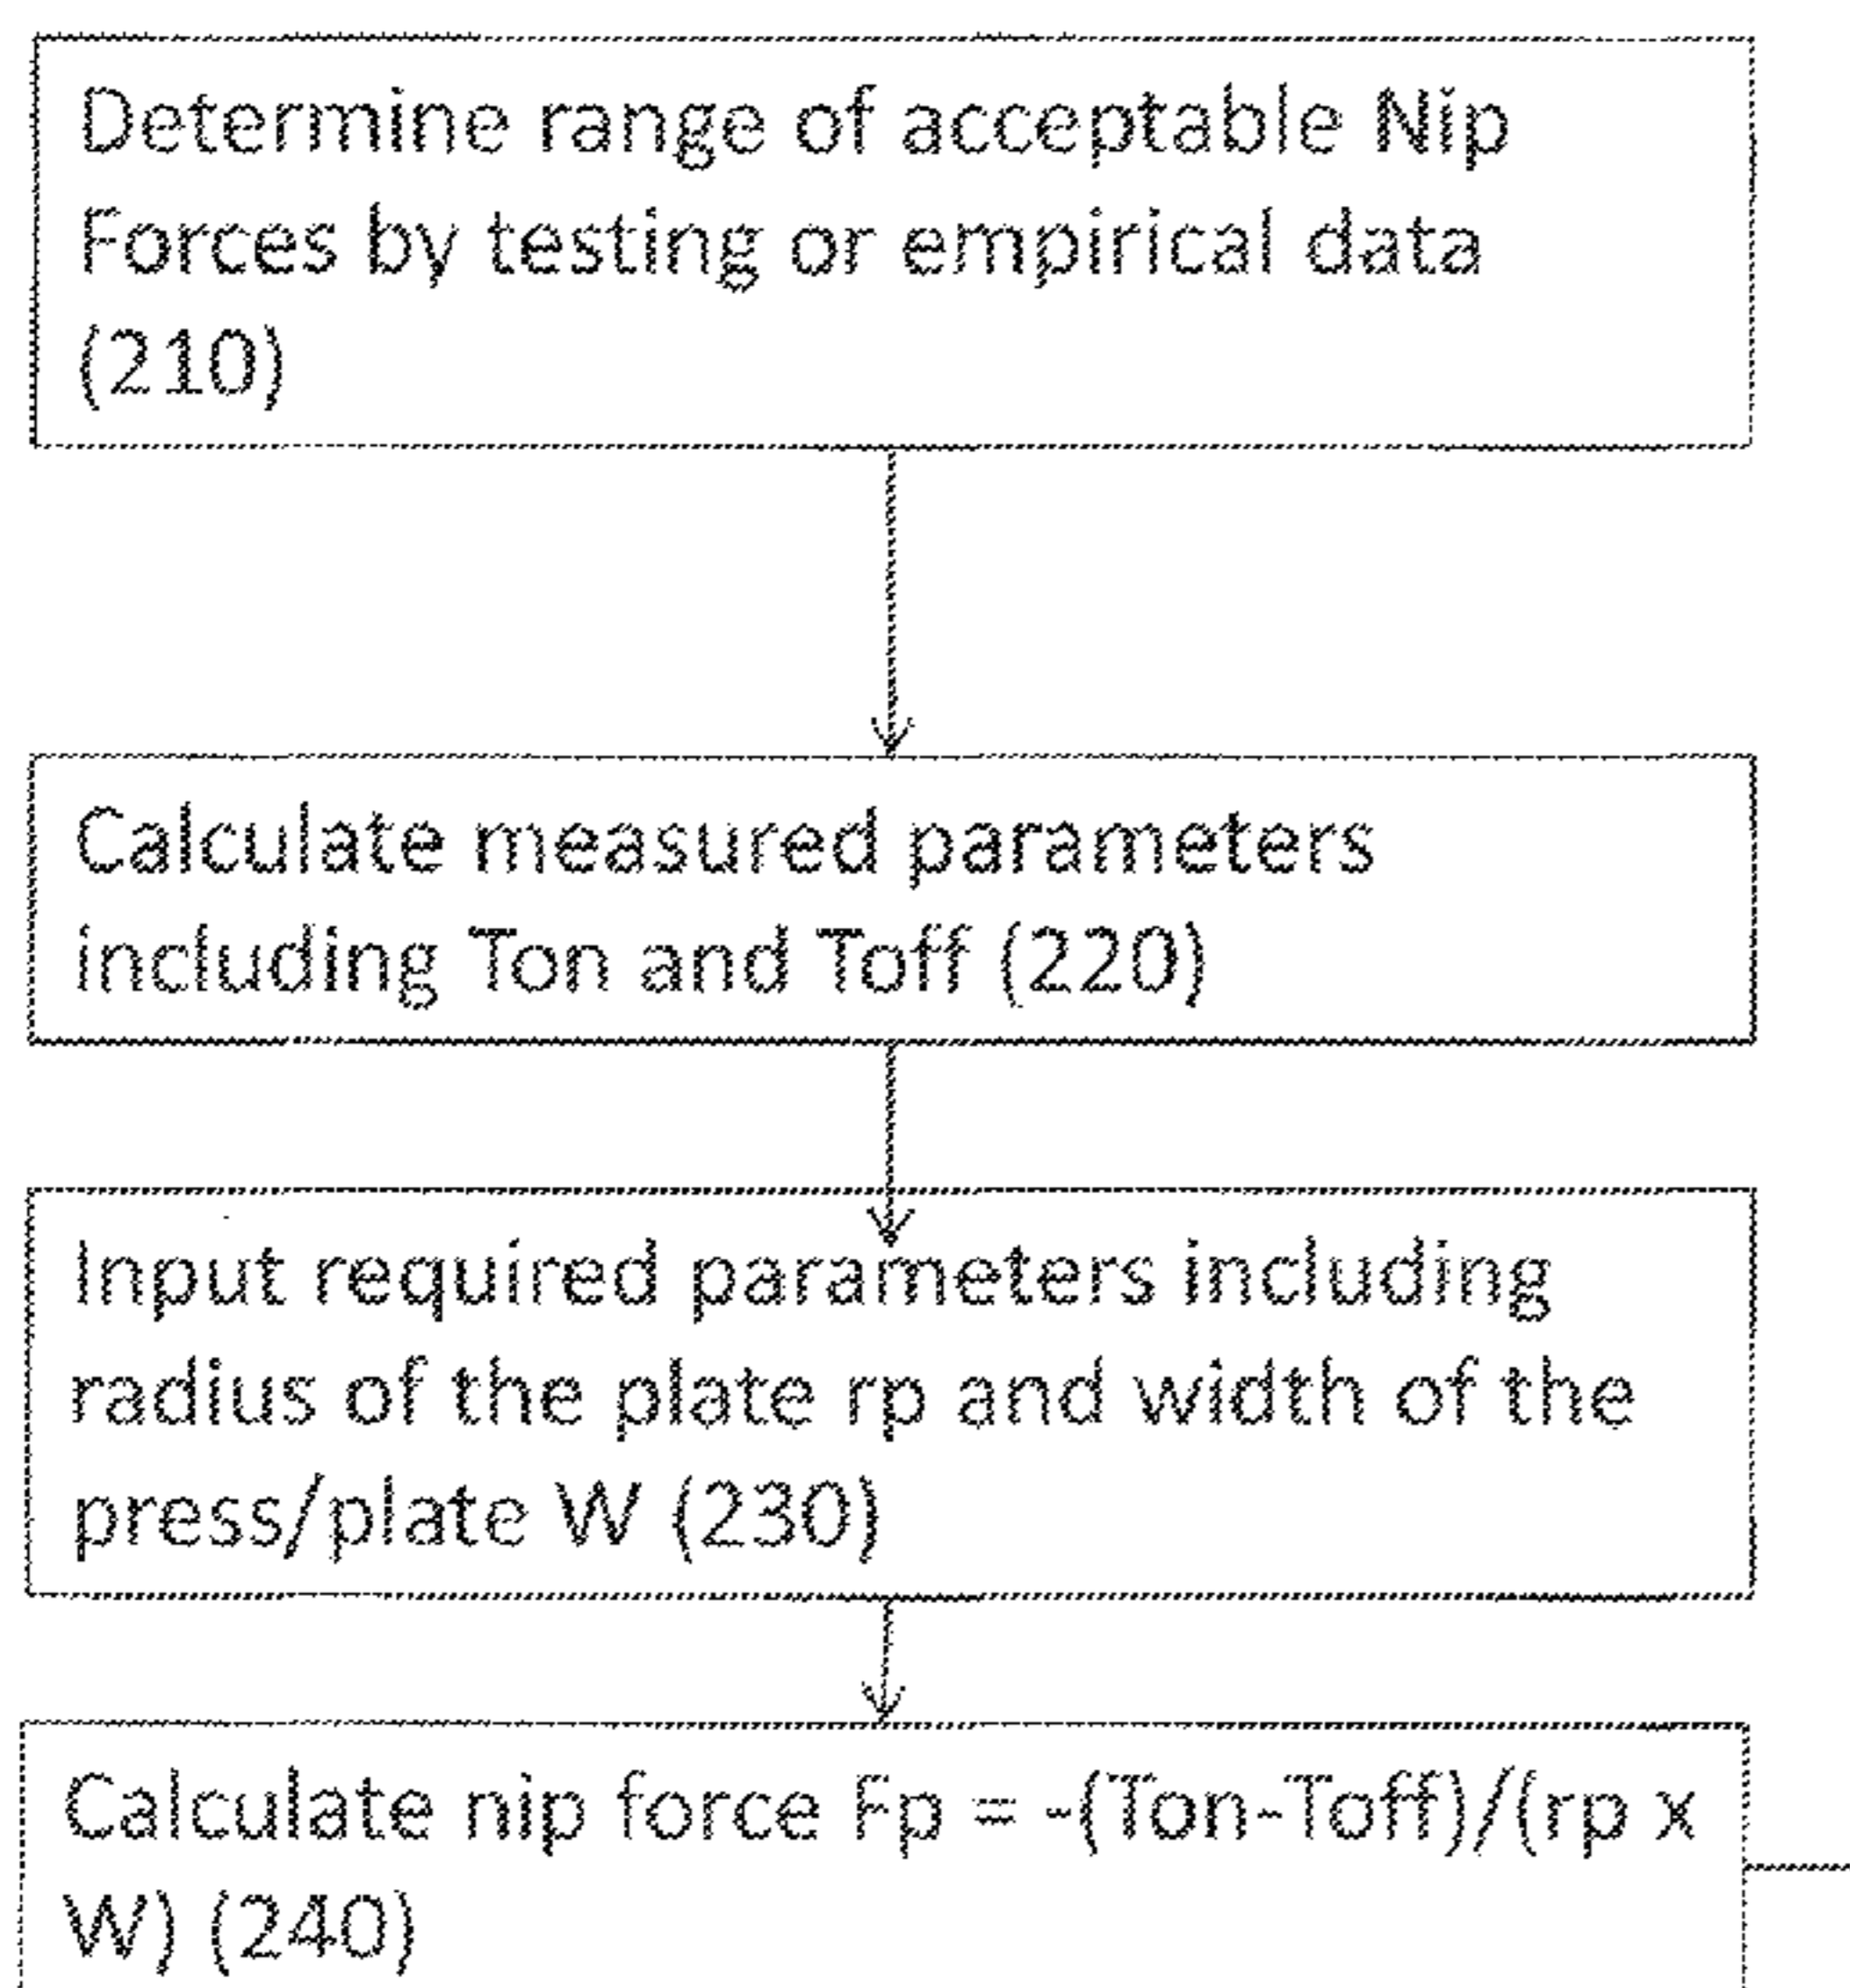 Determine range of acceptable Nip
Forces by testing or empirical data
(210)
Calculate measured parameters
including Ton and Toff (220)
Input required parameters including
radius of the plate rp and width of the
press/plate W (230)
Calculate nip force Fp = -(Ton-Toff)/(rp x
W) (240)